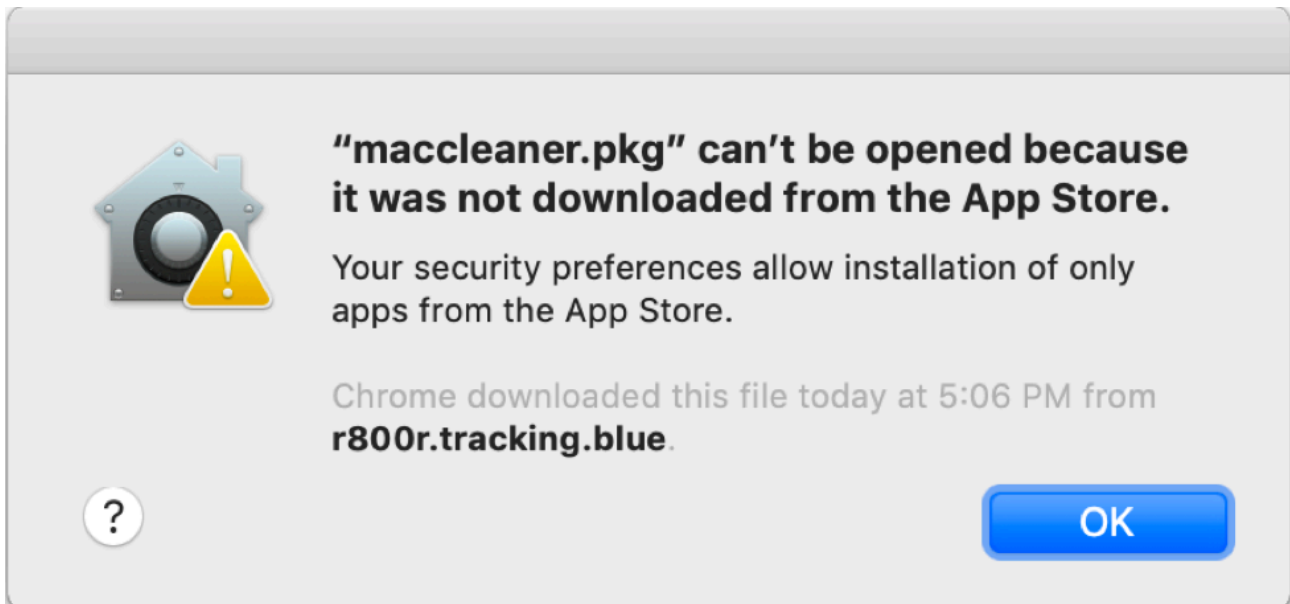 “maccleaner.pkg” can’t be opened because
it was not downloaded from the App Store.
Your security preferences allow installation of only
apps from the App Store.
Chrome downloaded this file today at 5:06 PM from
r800r.tracking.blue.
?
OK